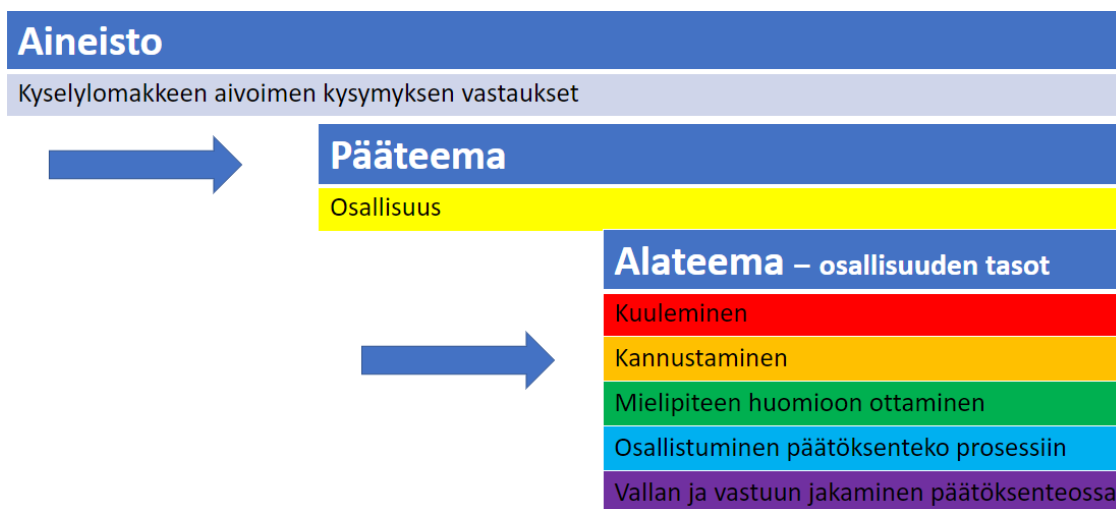 Aineisto
Kyselylomakkeen aivoimen kysymyksen vastaukset
Pääteema
Osallisuus
Alateema – osallisuuden tasot
Kuuleminen
Kannustaminen
Mielipiteen huomioon ottaminen
Osallistuminen päätöksenteko prosessiin
Vallan ja vastuun jakaminen päätöksenteossa